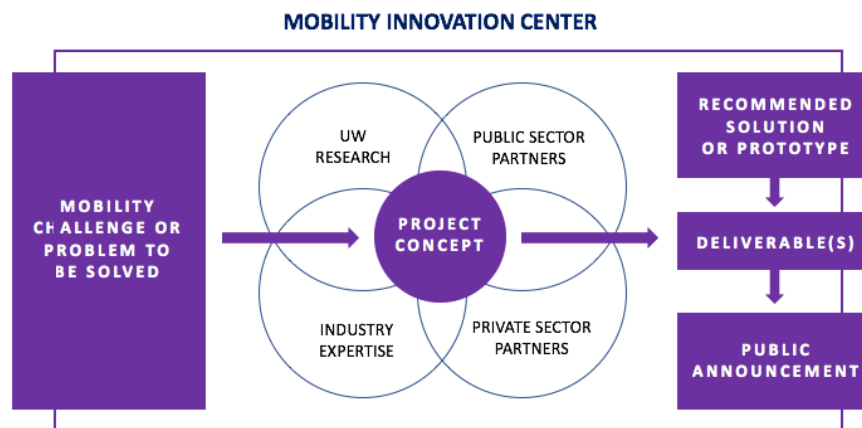 MOBILITY INNOVATION CENTER
MOBILITY
CHALLENGE OR
PROBLEM TO
BE SOLVED
UW
RESEARCH
PUBLIC SECTOR
PARTNERS
PROJECT
CONCEPT
INDUSTRY
EXPERTISE
PRIVATE SECTOR
PARTNERS
RECOMMENDED
SOLUTION
OR PROTOTYPE
DELIVERABLE(S)
PUBLIC
ANNOUNCEMENT